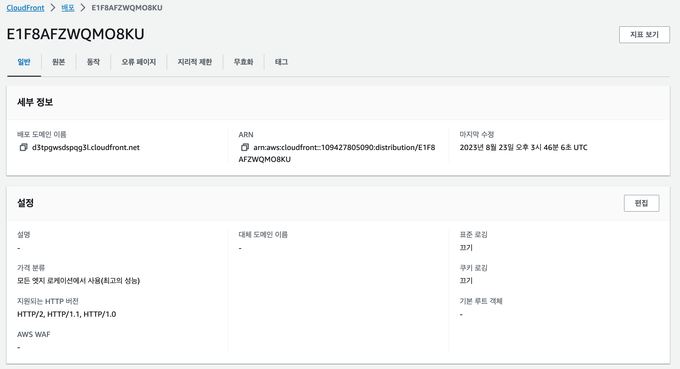 CloudFront > 배포 > E1F8AFZWQMO8KU
E1F8AFZWQMO8KU
지표 보기
일반 원본 동작 오류 페이지 지리적 제한 무효화 태그
세부 정보
배포 도메인 이름
d3tpgwsdspqg3l.cloudfront.net
ARN
arn:aws:cloudfront::109427805090:distribution/E1F8
AFZWQMO8KU
마지막 수정
2023년 8월 23일 오후 3시 46분 6초 UTC
설정
편집
설명
-
가격 분류
모든 엣지 로케이션에서 사용(최고의 성능)
지원되는 HTTP 버전
HTTP/2, HTTP/1.1, HTTP/1.0
AWS WAF
-
대체 도메인 이름
-
표준 로깅
끄기
쿠키 로깅
끄기
기본 루트 객체
-